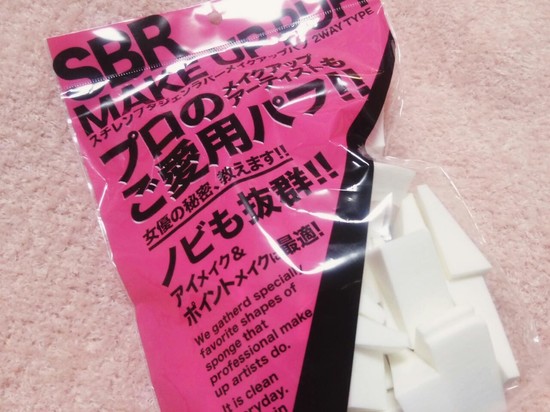 SBR
MAKE UP PUFF
スチレンブタジエンラバーメイクアップパフ 2WAY TYPE
プロのメイクアップアーティストも
ご愛用パフ!!
女優の秘密、教えます!!
ノビも抜群!!
アイメイク&
ポイントメイクに最適!
We gatherd specially
favorite shapes of
sponge that
professional make
up artists do.
It is clean